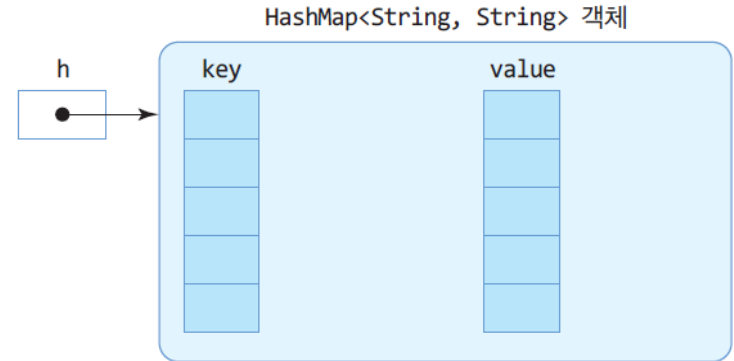 HashMap<String, String> 객체
h
key
value